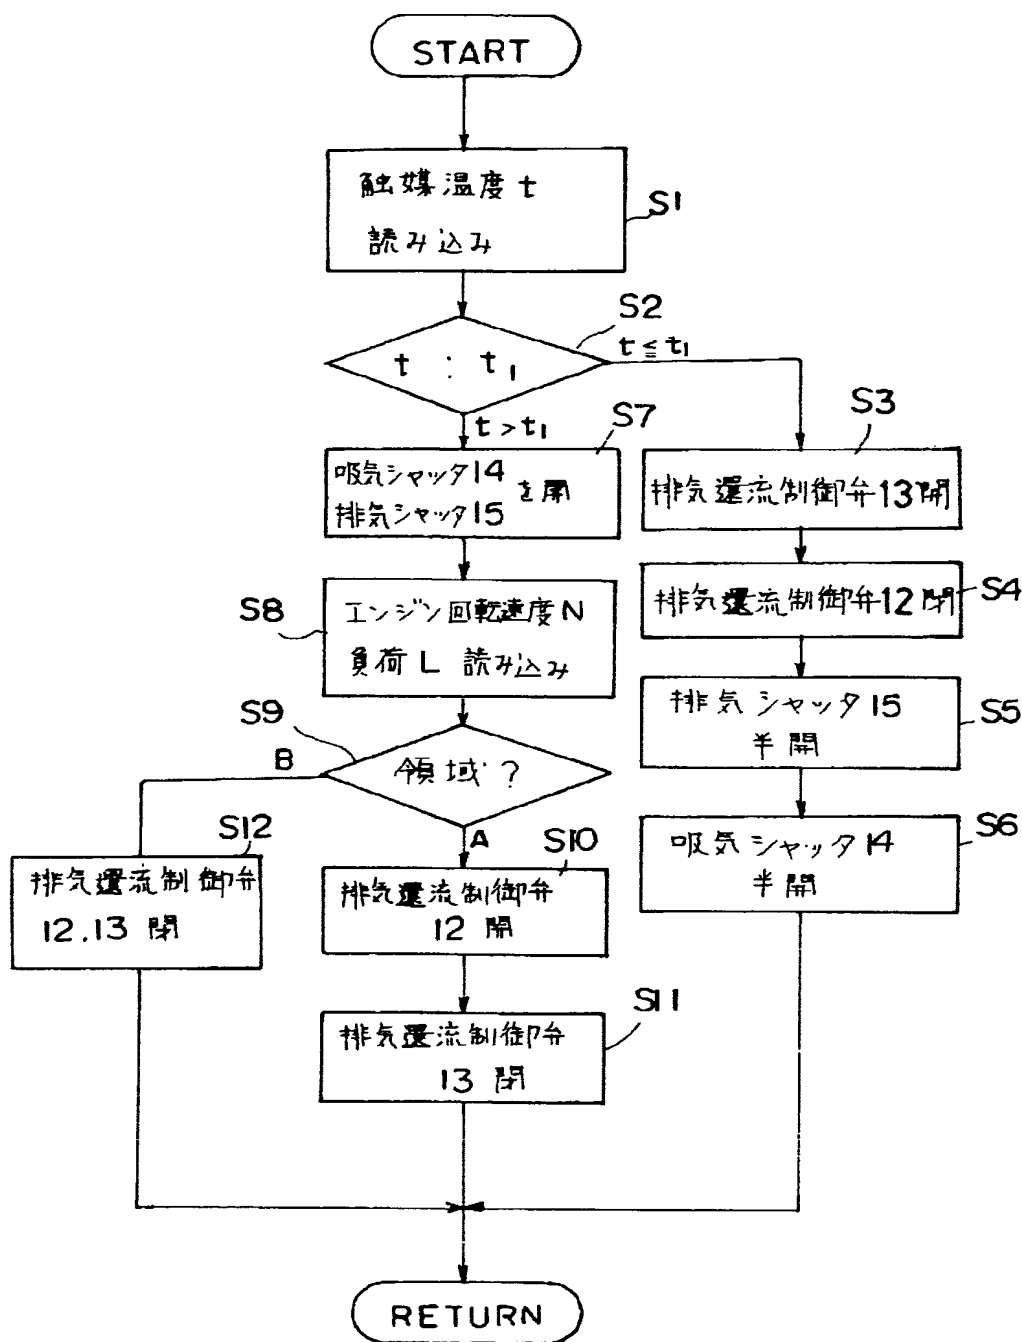 START
触媒温度 t
読み込み
S1
S2
t : t1
t≦t1
t>t1
S7
吸気シャッタ14
排気シャッタ15
を開
S3
排気還流制御弁13開
S4
排気還流制御弁12閉
S8
エンジン回転速度N
負荷L 読み込み
S5
排気シャッタ15
半開
S9
領域?
B
A
S6
吸気シャッタ14
半開
S12
排気還流制御弁
12.13 閉
S10
排気還流制御弁
12 開
S11
排気還流制御弁
13 閉
RETURN